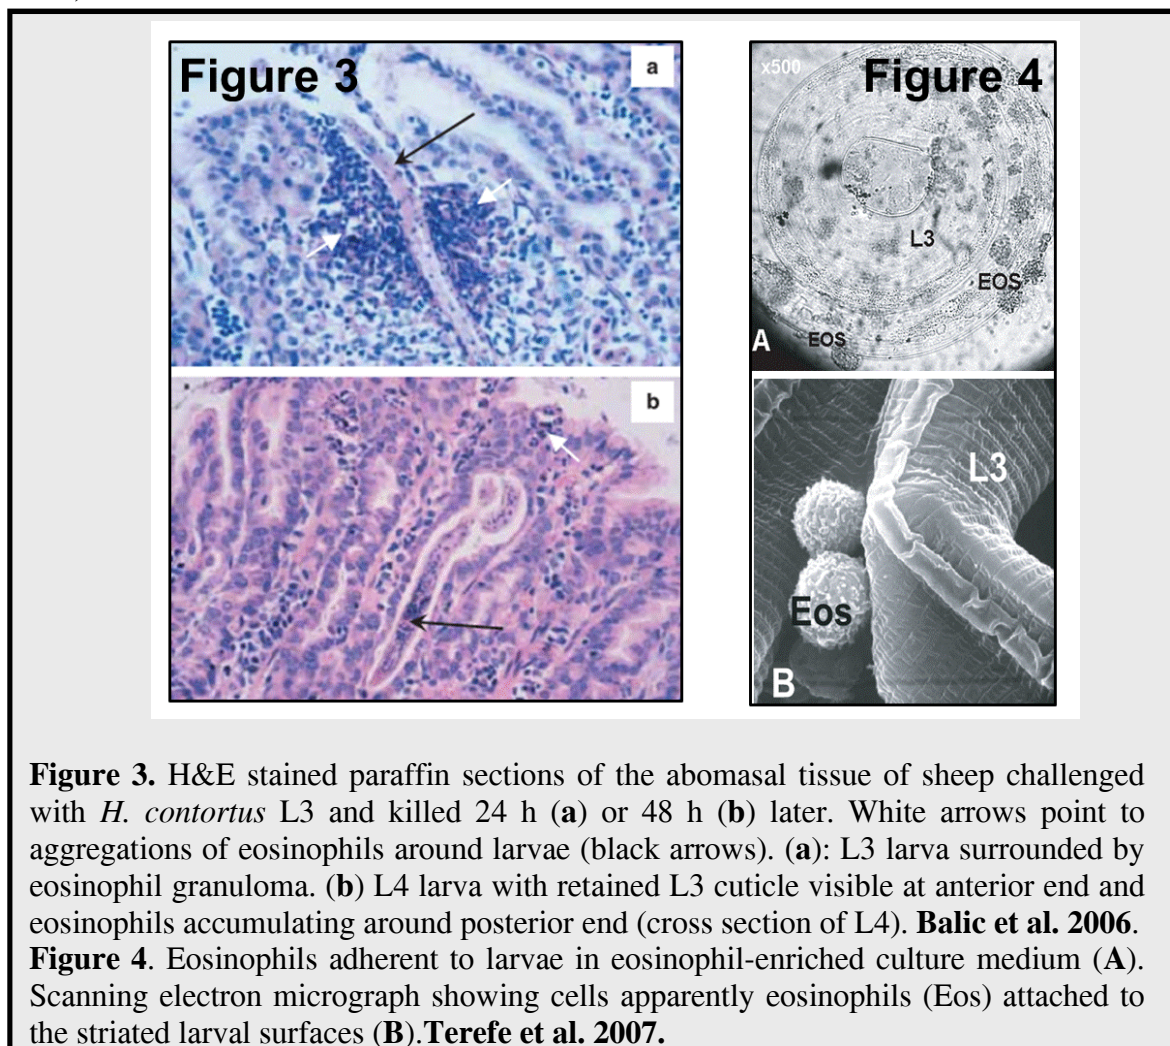 Figure 3
a
x500
Figure 4
L3
EOS
EOS
A
b
L3
Eos
B
Figure 3. H&E stained paraffin sections of the abomasal tissue of sheep challenged
with H. contortus L3 and killed 24 h (a) or 48 h (b) later. White arrows point to
aggregations of eosinophils around larvae (black arrows). (a): L3 larva surrounded by
eosinophil granuloma. (b) L4 larva with retained L3 cuticle visible at anterior end and
eosinophils accumulating around posterior end (cross section of L4). Balic et al. 2006.
Figure 4. Eosinophils adherent to larvae in eosinophil-enriched culture medium (A).
Scanning electron micrograph showing cells apparently eosinophils (Eos) attached to
the striated larval surfaces (B).Terefe et al. 2007.